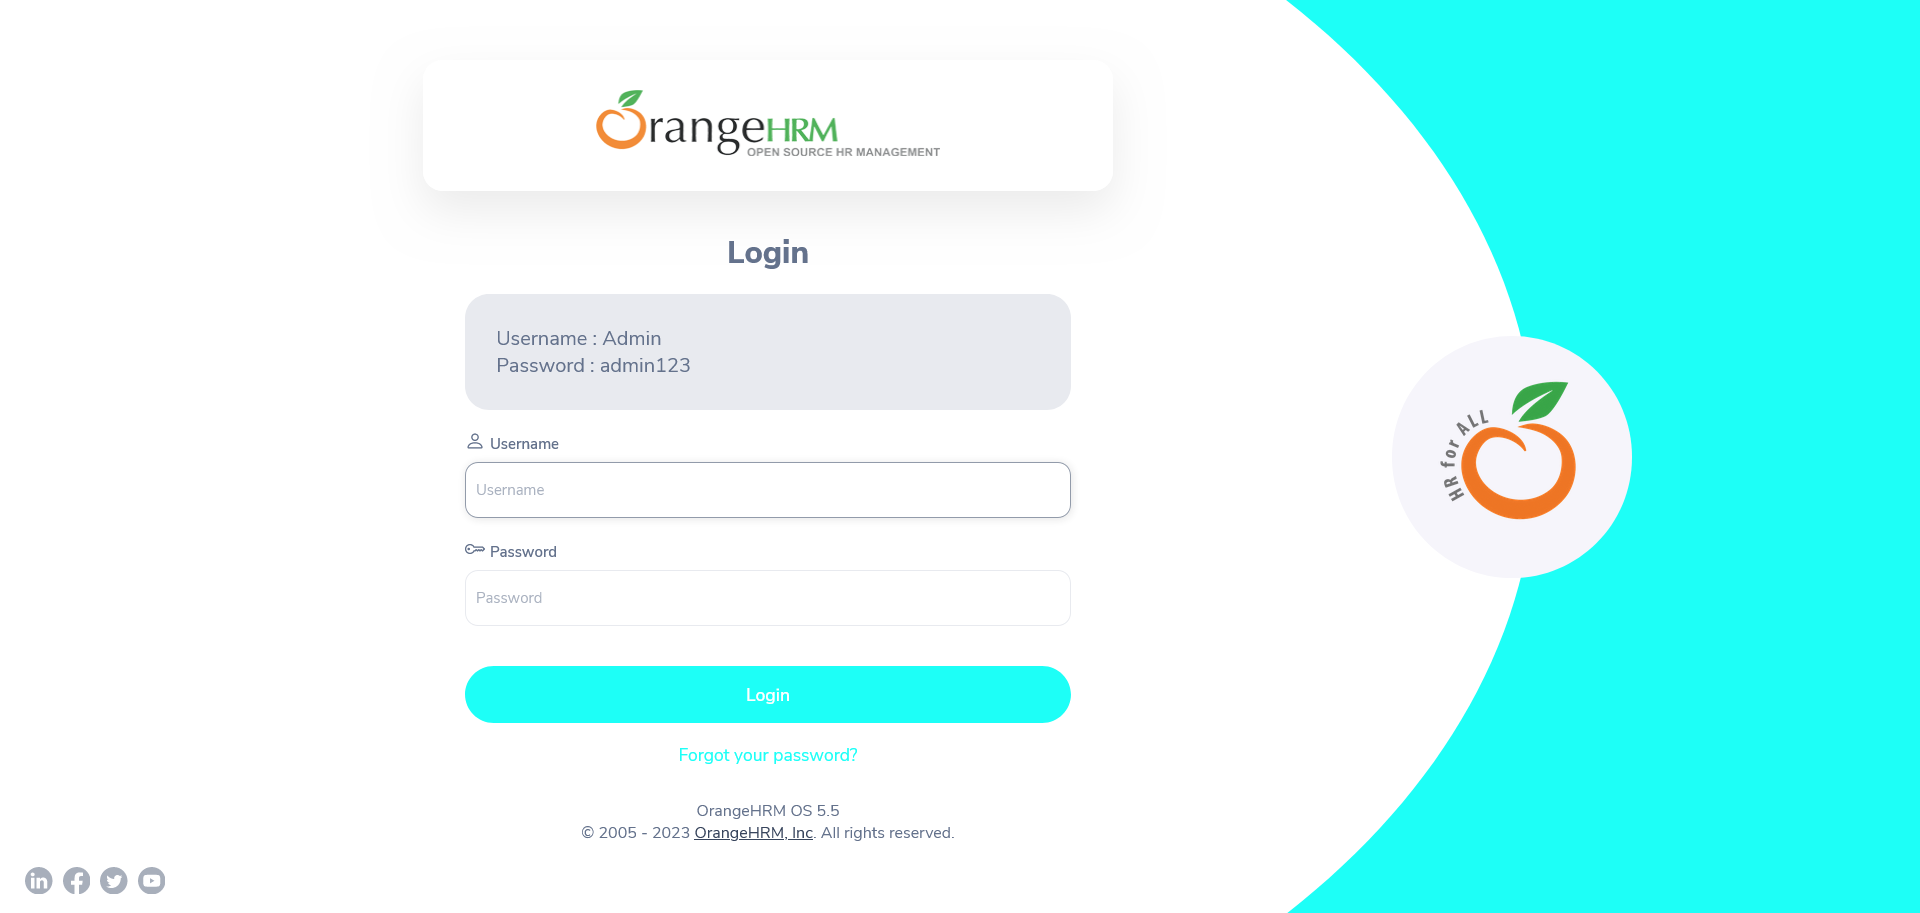 OrangeHRM
OPEN SOURCE HR MANAGEMENT
Login
Username : Admin
Password : admin123
Username
Username
Password
Password
Login
Forgot your password?
OrangeHRM OS 5.5
© 2005 - 2023 OrangeHRM, Inc. All rights reserved.
HR for ALL
in